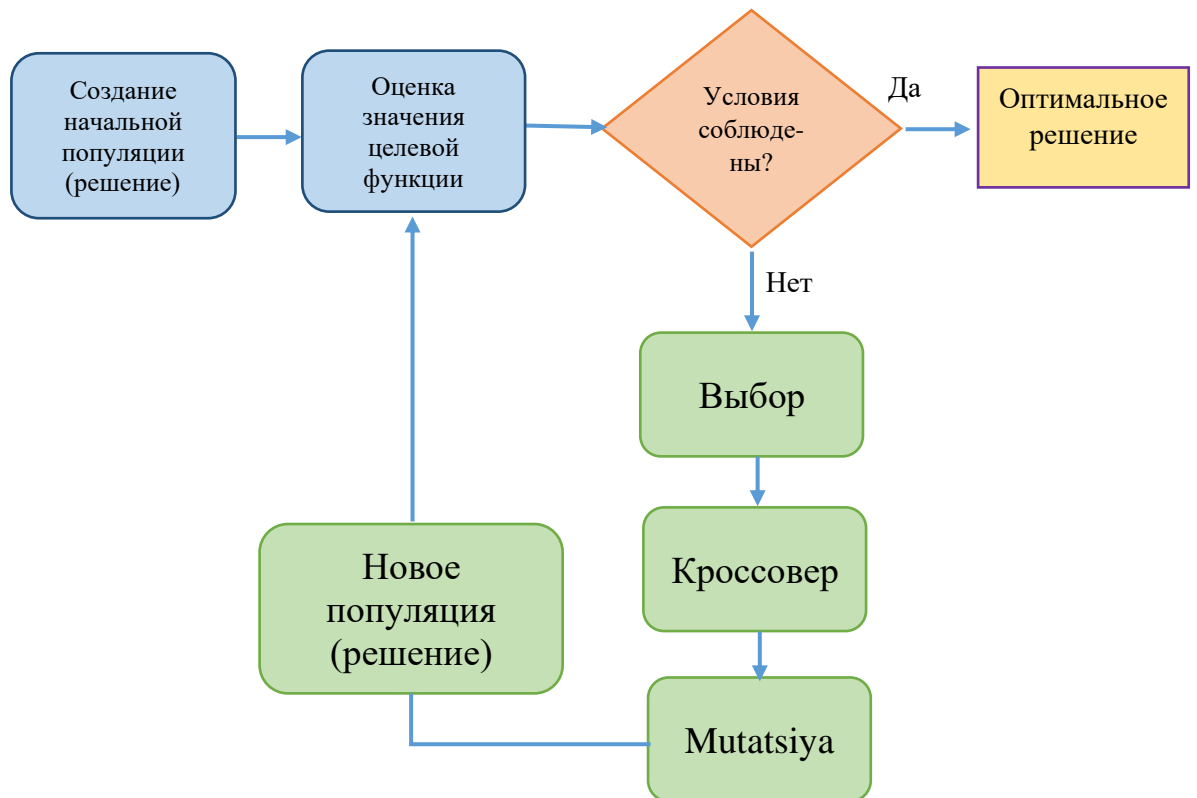 Создание
начальной
популяции
(решение)
Оценка
значения
целевой
функции
Условия
соблюде-
ны?
Да
Оптимальное
решение
Нет
Выбор
Кроссовер
Mutatsiya
Новое
популяция
(решение)